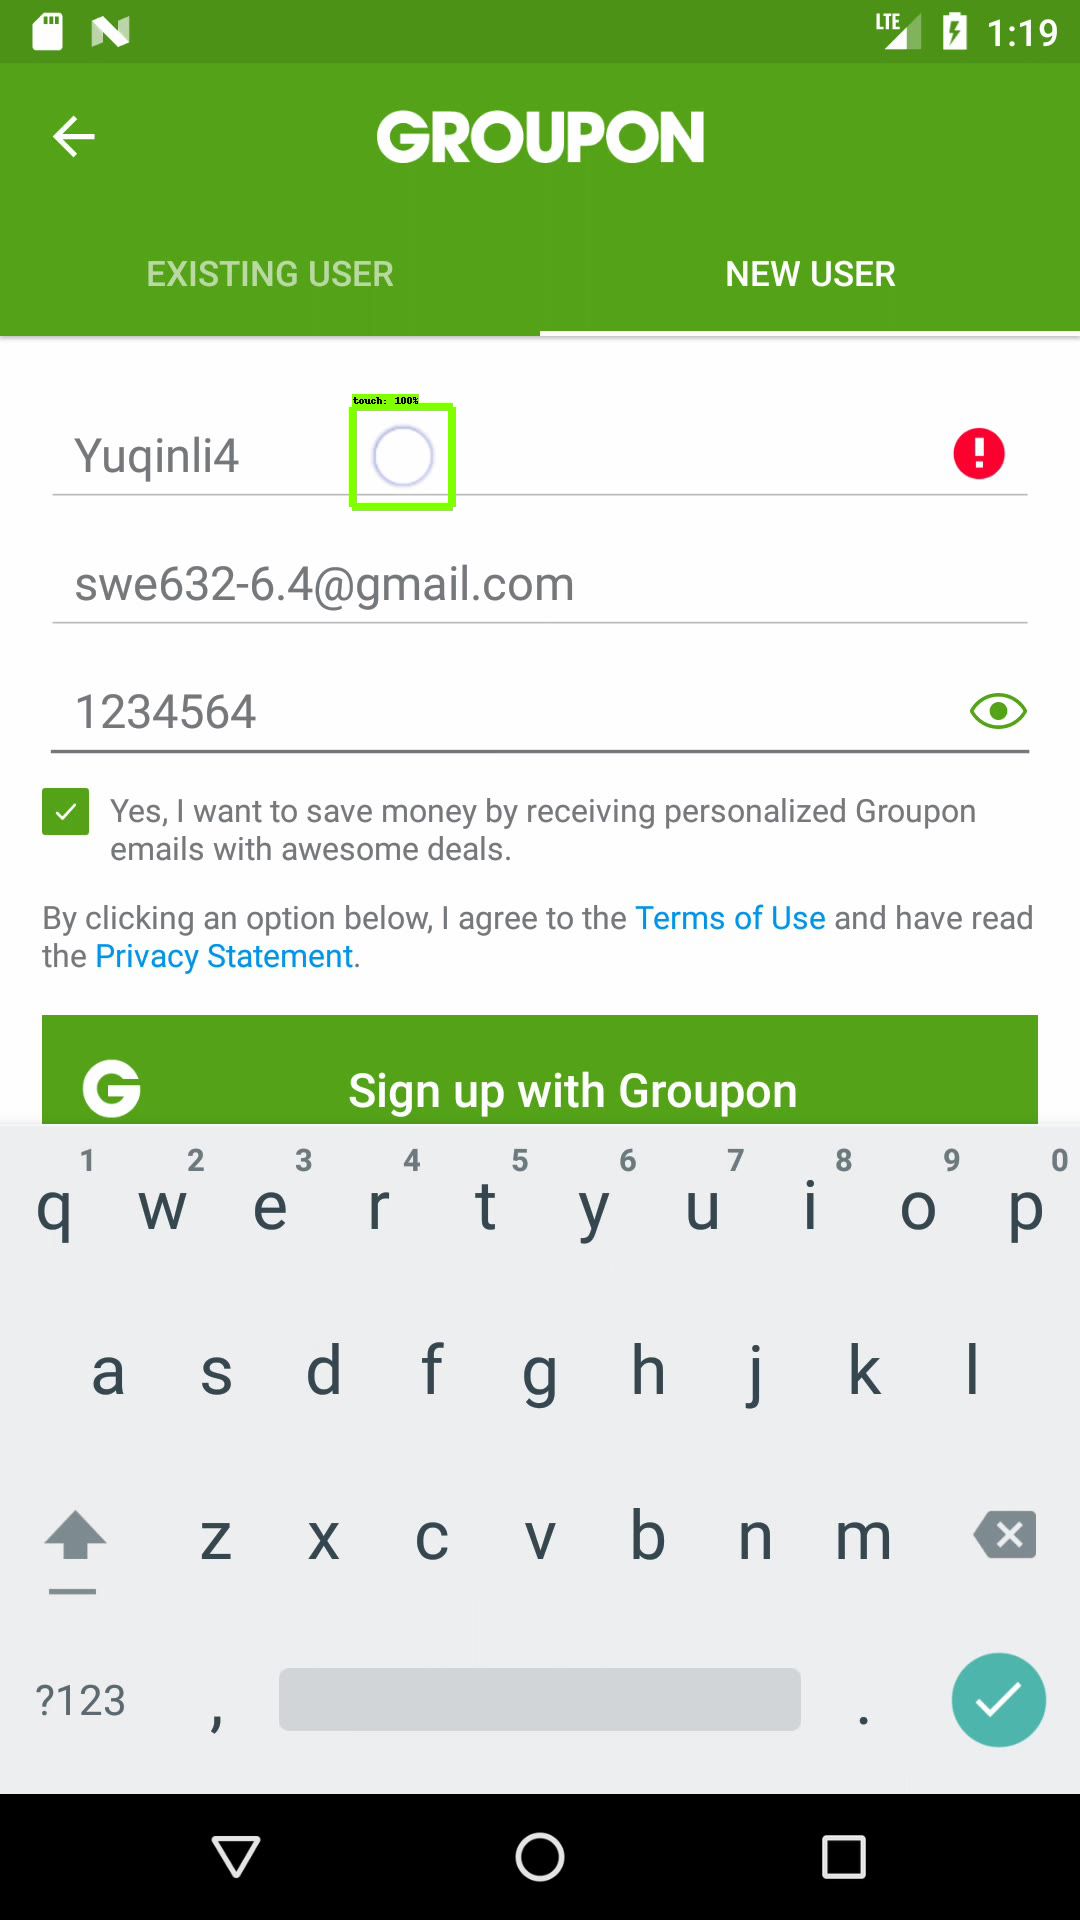 LTE 1:19
GROUPON
EXISTING USER NEW USER
touch: 100%
Yuqinli4
swe632-6.4@gmail.com
1234564
Yes, I want to save money by receiving personalized Groupon
emails with awesome deals.
By clicking an option below, I agree to the Terms of Use and have read
the Privacy Statement.
G Sign up with Groupon
1 2 3 4 5 6 7 8 9 0
q w e r t y u i o p
a s d f g h j k l
z x c v b n m
?123 , .